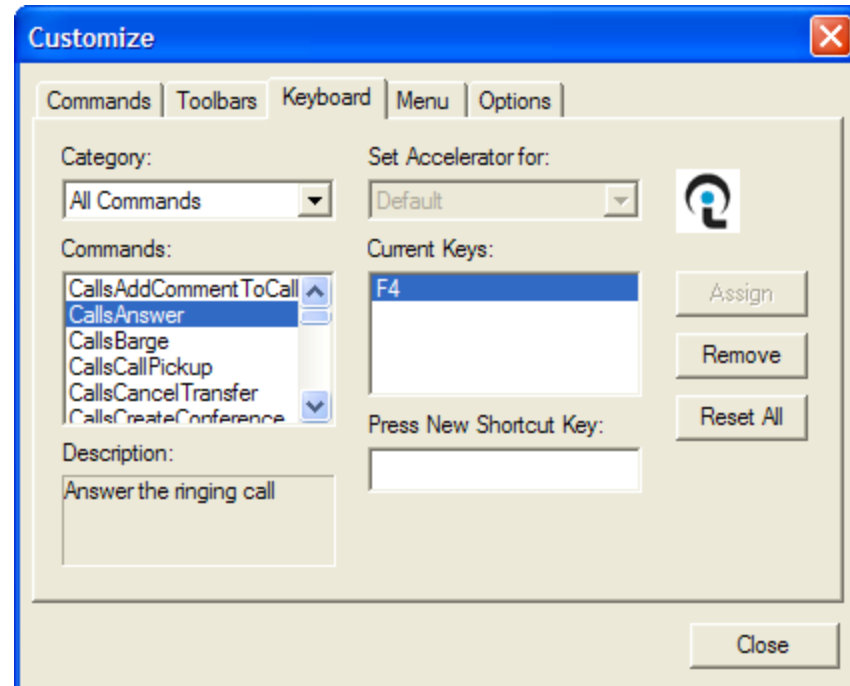 Customize
Commands Toolbars Keyboard Menu Options
Category:
All Commands
Commands:
CallsAddCommentToCall
CallsAnswer
CallsBarge
CallsCallPickup
CallsCancelTransfer
CallsCreateConference
Description:
Answer the ringing call
Set Accelerator for:
Default
Current Keys:
F4
Press New Shortcut Key:
Assign
Remove
Reset All
Close